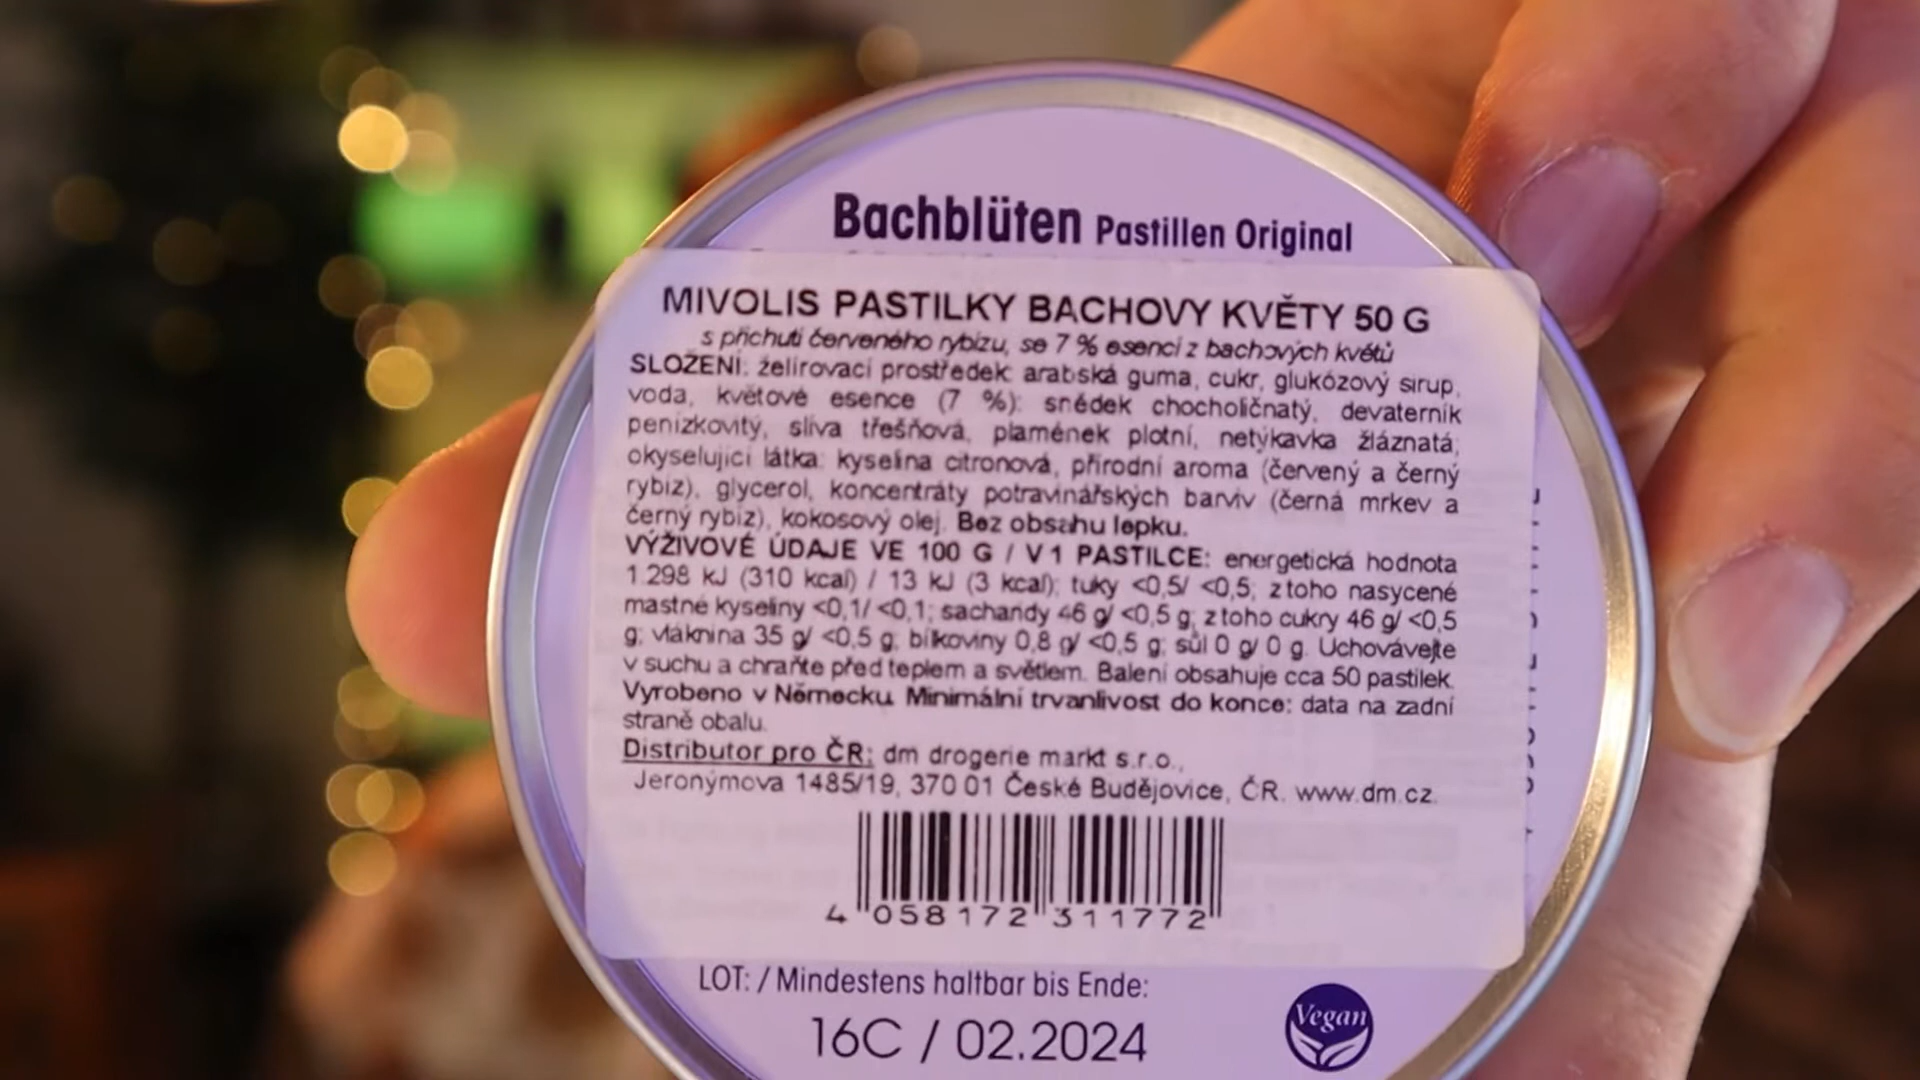 Bachblüten Pastillen Original
MIVOLIS PASTILKY BACHOVY KVĚTY 50 G
s příchutí červeného rybízu, se 7 % esencí z bachových květů
SLOŽENÍ: želírovací prostředek: arabská guma, cukr, glukózový sirup,
voda, květové esence (7 %): snědek chocholičnatý, devaterník
penízkovitý, slíva třešňová, plamének plotní, netýkavka žláznatá;
okyselující látka: kyselina citronová, přírodní aroma (červený a černý
rybíz), glycerol, koncentráty potravinářských barviv (černá mrkev a
černý rybíz), kokosový olej. Bez obsahu lepku.
VÝŽIVOVÉ ÚDAJE VE 100 G / V 1 PASTILCE: energetická hodnota
1.298 kJ (310 kcal) / 13 kJ (3 kcal); tuky <0,5/ <0,5; z toho nasycené
mastné kyseliny <0,1/ <0,1; sacharidy 46 g/ <0,5 g; z toho cukry 46 g/ <0,5
g; vláknina 35 g/ <0,5 g; bílkoviny 0,8 g/ <0,5 g; sůl 0 g/ 0 g. Uchovávejte
v suchu a chraňte před teplem a světlem. Balení obsahuje cca 50 pastilek.
Vyrobeno v Německu. Minimální trvanlivost do konce: data na zadní
straně obalu.
Distributor pro ČR: dm drogerie markt s.r.o.,
Jeronýmova 1485/19, 370 01 České Budějovice, ČR. www.dm.cz.
4 058172 311772
LOT: / Mindestens haltbar bis Ende:
16C / 02.2024
Vegan